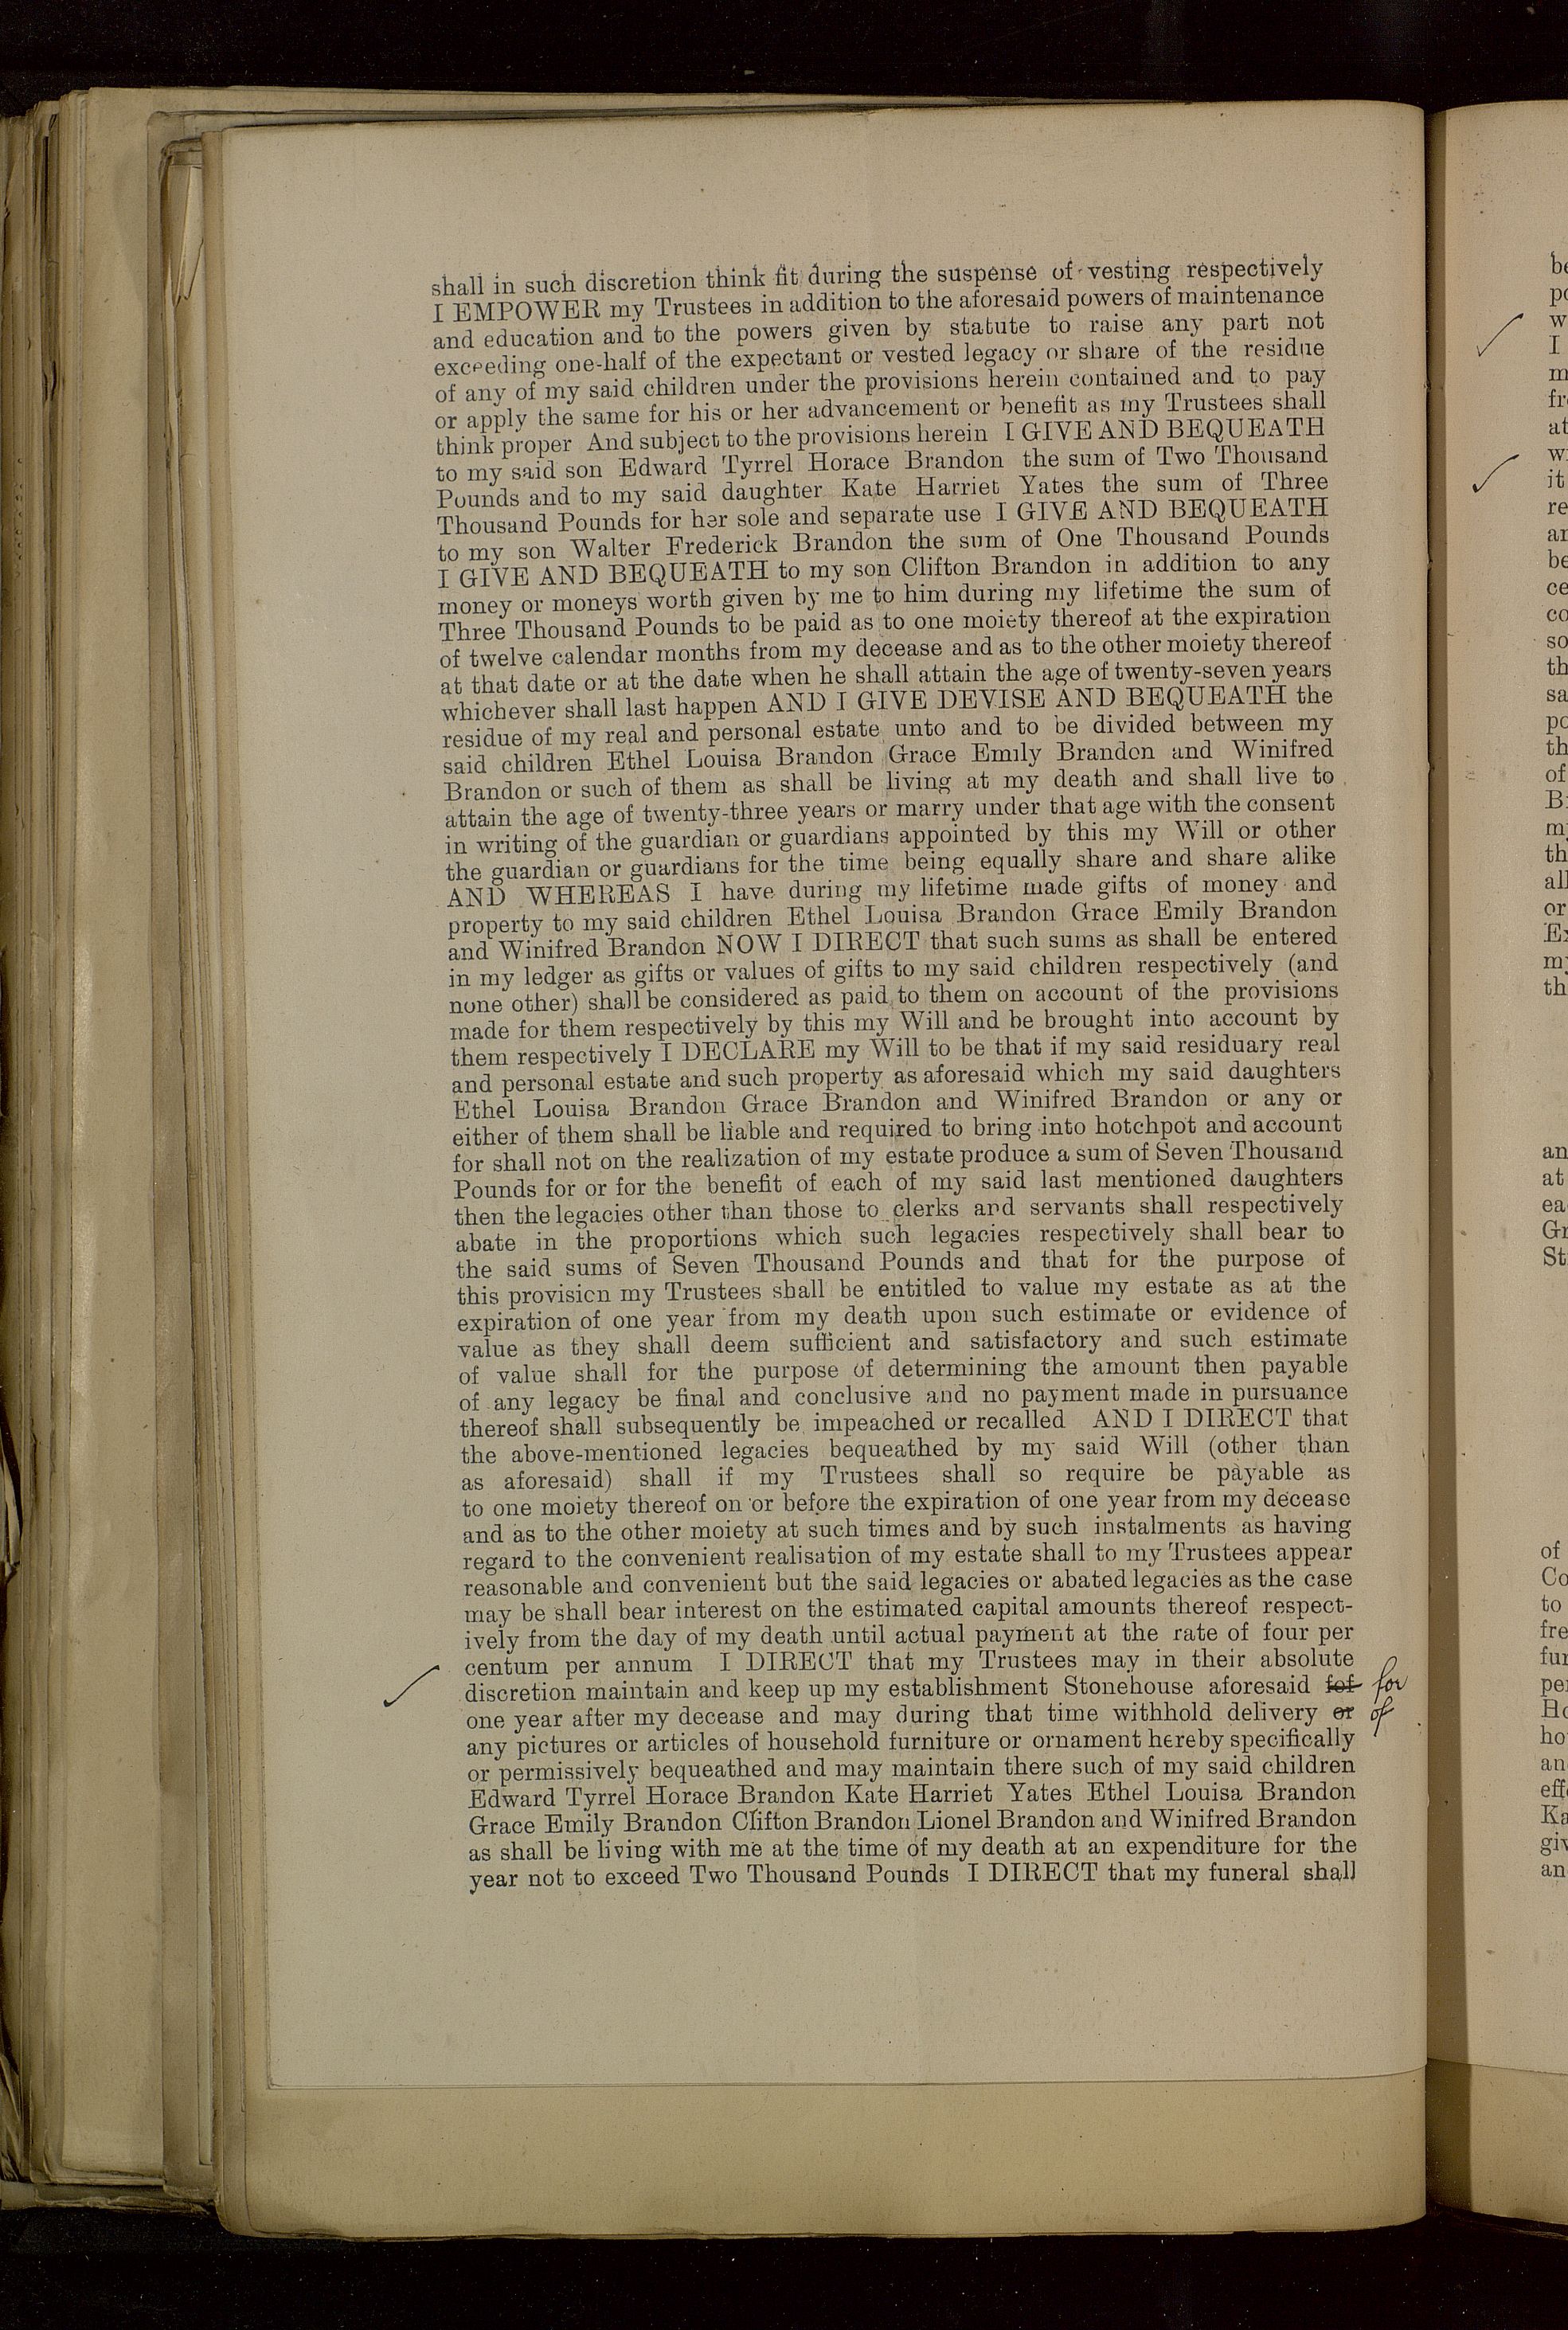 shall in such discretion think fit during the suspense of vesting respectively
I EMPOWER my Trustees in addition to the aforesaid powers of maintenance
and education and to the powers given by statute to raise any part not
exceeding one-half of the expectant or vested legacy or share of the residue
of any of my said children under the provisions herein contained and to pay
or apply the same for his or her advancement or benefit as my Trustees shall
think proper And subject to the provisions herein I GIVE AND BEQUEATH
to my said son Edward Tyrrel Horace Brandon the sum of Two Thousand
Pounds and to my said daughter Kate Harriet Yates the sum of Three
Thousand Pounds for her sole and separate use I GIVE AND BEQUEATH
to my son Walter Frederick Brandon the sum of One Thousand Pounds
I GIVE AND BEQUEATH to my son Clifton Brandon in addition to any
money or moneys worth given by me to him during my lifetime the sum of
Three Thousand Pounds to be paid as to one moiety thereof at the expiration
of twelve calendar months from my decease and as to the other moiety thereof
at that date or at the date when he shall attain the age of twenty-seven years
whichever shall last happen AND I GIVE DEVISE AND BEQUEATH the
residue of my real and personal estate unto and to be divided between my
said children Ethel Louisa Brandon Grace Emily Brandon and Winifred
Brandon or such of them as shall be living at my death and shall live to
attain the age of twenty-three years or marry under that age with the consent
in writing of the guardian or guardians appointed by this my Will or other
the guardian or guardians for the time being equally share and share alike
AND WHEREAS I have during my lifetime made gifts of money and
property to my said children Ethel Louisa Brandon Grace Emily Brandon
and Winifred Brandon NOW I DIRECT that such sums as shall be entered
in my ledger as gifts or values of gifts to my said children respectively (and
none other) shall be considered as paid to them on account of the provisions
made for them respectively by this my Will and be brought into account by
them respectively I DECLARE my Will to be that if my said residuary real
and personal estate and such property as aforesaid which my said daughters
Ethel Louisa Brandon Grace Brandon and Winifred Brandon or any or
either of them shall be liable and required to bring into hotchpot and account
for shall not on the realization of my estate produce a sum of Seven Thousand
Pounds for or for the benefit of each of my said last mentioned daughters
then the legacies other than those to clerks and servants shall respectively
abate in the proportions which such legacies respectively shall bear to
the said sums of Seven Thousand Pounds and that for the purpose of
this provision my Trustees shall be entitled to value my estate as at the
expiration of one year from my death upon such estimate or evidence of
value as they shall deem sufficient and satisfactory and such estimate
of value shall for the purpose of determining the amount then payable
of any legacy be final and conclusive and no payment made in pursuance
thereof shall subsequently be impeached or recalled AND I DIRECT that
the above-mentioned legacies bequeathed by my said Will (other than
as aforesaid) shall if my Trustees shall so require be payable as
to one moiety thereof on or before the expiration of one year from my decease
and as to the other moiety at such times and by such instalments as having
regard to the convenient realisation of my estate shall to my Trustees appear
reasonable and convenient but the said legacies or abated legacies as the case
may be shall bear interest on the estimated capital amounts thereof respect-
ively from the day of my death until actual payment at the rate of four per
centum per annum I DIRECT that my Trustees may in their absolute
discretion maintain and keep up my establishment Stonehouse aforesaid fof for
one year after my decease and may during that time withhold delivery or of
any pictures or articles of household furniture or ornament hereby specifically
or permissively bequeathed and may maintain there such of my said children
Edward Tyrrel Horace Brandon Kate Harriet Yates Ethel Louisa Brandon
Grace Emily Brandon Clifton Brandon Lionel Brandon and Winifred Brandon
as shall be living with me at the time of my death at an expenditure for the
year not to exceed Two Thousand Pounds I DIRECT that my funeral shall